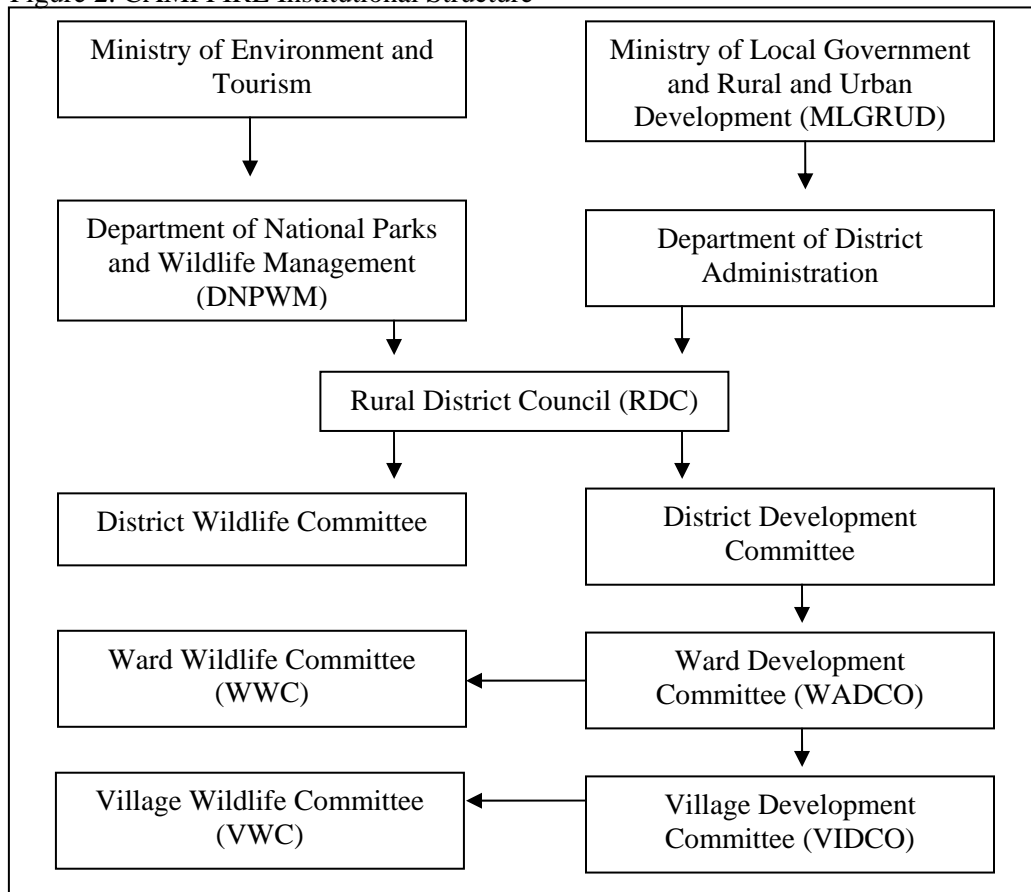 Figure 2: CAMPFIRE Institutional Structure
Ministry of Environment and
Tourism
Ministry of Local Government
and Rural and Urban
Development (MLGRUD)
Department of National Parks
and Wildlife Management
(DNPWM)
Department of District
Administration
Rural District Council (RDC)
District Wildlife Committee
District Development
Committee
Ward Wildlife Committee
(WWC)
Ward Development
Committee (WADCO)
Village Wildlife Committee
(VWC)
Village Development
Committee (VIDCO)